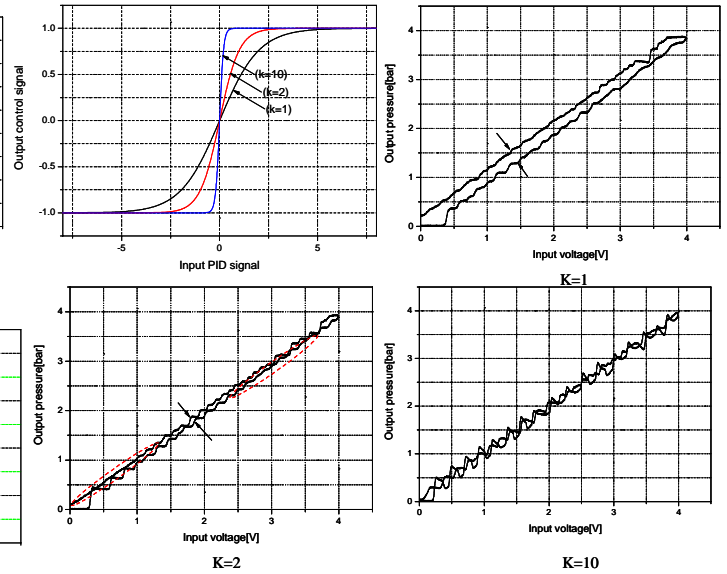 Output control signal
1.0
0.5
0.0
-0.5
-1.0
(k=10)
(k=2)
(k=1)
-5
0
5
Input PID signal
Output pressure[bar]
4
3
2
1
0
0
1
2
3
4
Input voltage[V]
K=1
Output pressure[bar]
4
3
2
1
0
0
1
2
3
4
Input voltage[V]
K=2
Output pressure[bar]
4
3
2
1
0
0
1
2
3
4
Input voltage[V]
K=10